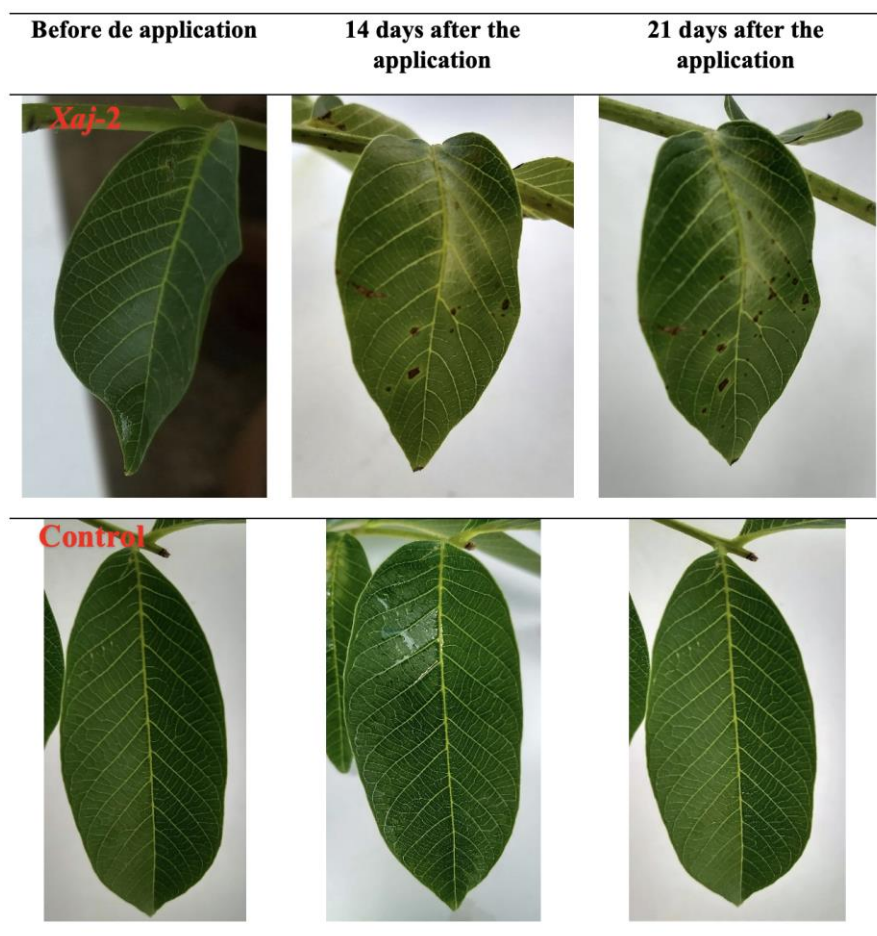 Before de application
14 days after the
application
21 days after the
application
Xaj-2
Control